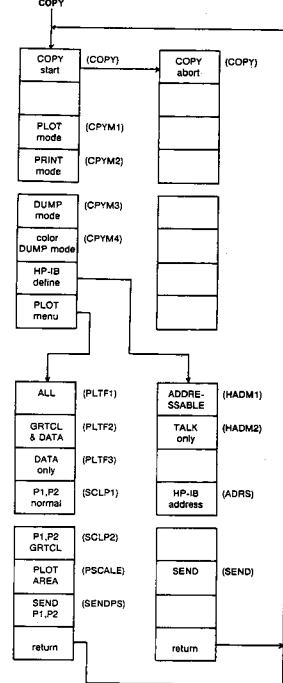 COPY
COPY
start
(COPY)
COPY
abort
(COPY)
PLOT
mode
(CPYM1)
PRINT
mode
(CPYM2)
DUMP
mode
(CPYM3)
color
DUMP mode
(CPYM4)
HP-IB
define
PLOT
menu
ALL
(PLTF1)
GRTCL
& DATA
(PLTF2)
DATA
only
(PLTF3)
P1,P2
normal
(SCLP1)
P1,P2
GRTCL
(SCLP2)
PLOT
AREA
(PSCALE)
SEND
P1,P2
(SENDPS)
return
ADDRE-
SSABLE
(HADM1)
TALK
only
(HADM2)
HP-IB
address
(ADRS)
SEND
(SEND)
return